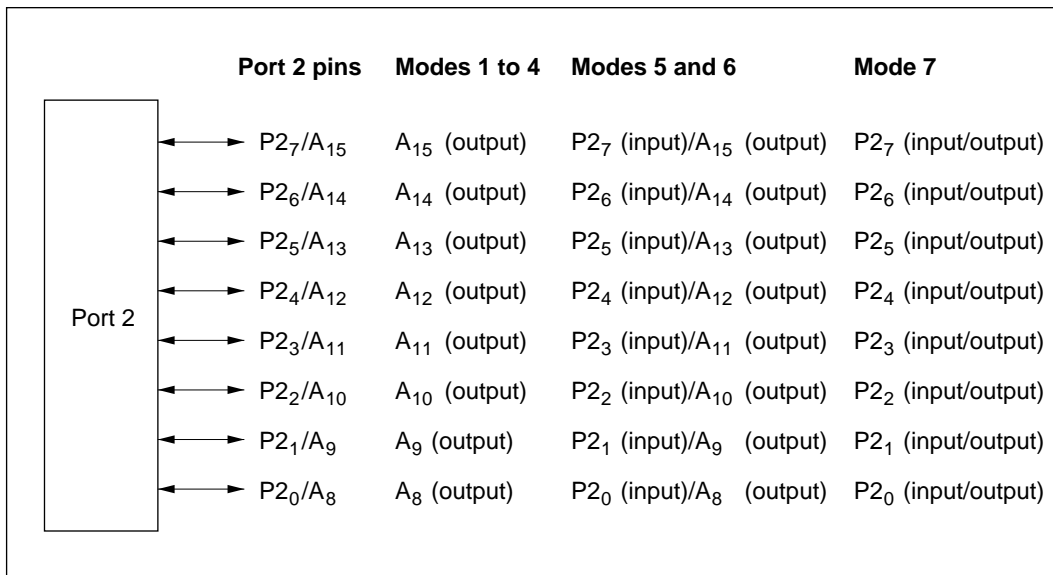 Port 2 pins Modes 1 to 4 Modes 5 and 6 Mode 7
P2₇/A₁₅ A₁₅ (output) P2₇ (input)/A₁₅ (output) P2₇ (input/output)
P2₆/A₁₄ A₁₄ (output) P2₆ (input)/A₁₄ (output) P2₆ (input/output)
P2₅/A₁₃ A₁₃ (output) P2₅ (input)/A₁₃ (output) P2₅ (input/output)
P2₄/A₁₂ A₁₂ (output) P2₄ (input)/A₁₂ (output) P2₄ (input/output)
Port 2
P2₃/A₁₁ A₁₁ (output) P2₃ (input)/A₁₁ (output) P2₃ (input/output)
P2₂/A₁₀ A₁₀ (output) P2₂ (input)/A₁₀ (output) P2₂ (input/output)
P2₁/A₉ A₉ (output) P2₁ (input)/A₉ (output) P2₁ (input/output)
P2₀/A₈ A₈ (output) P2₀ (input)/A₈ (output) P2₀ (input/output)